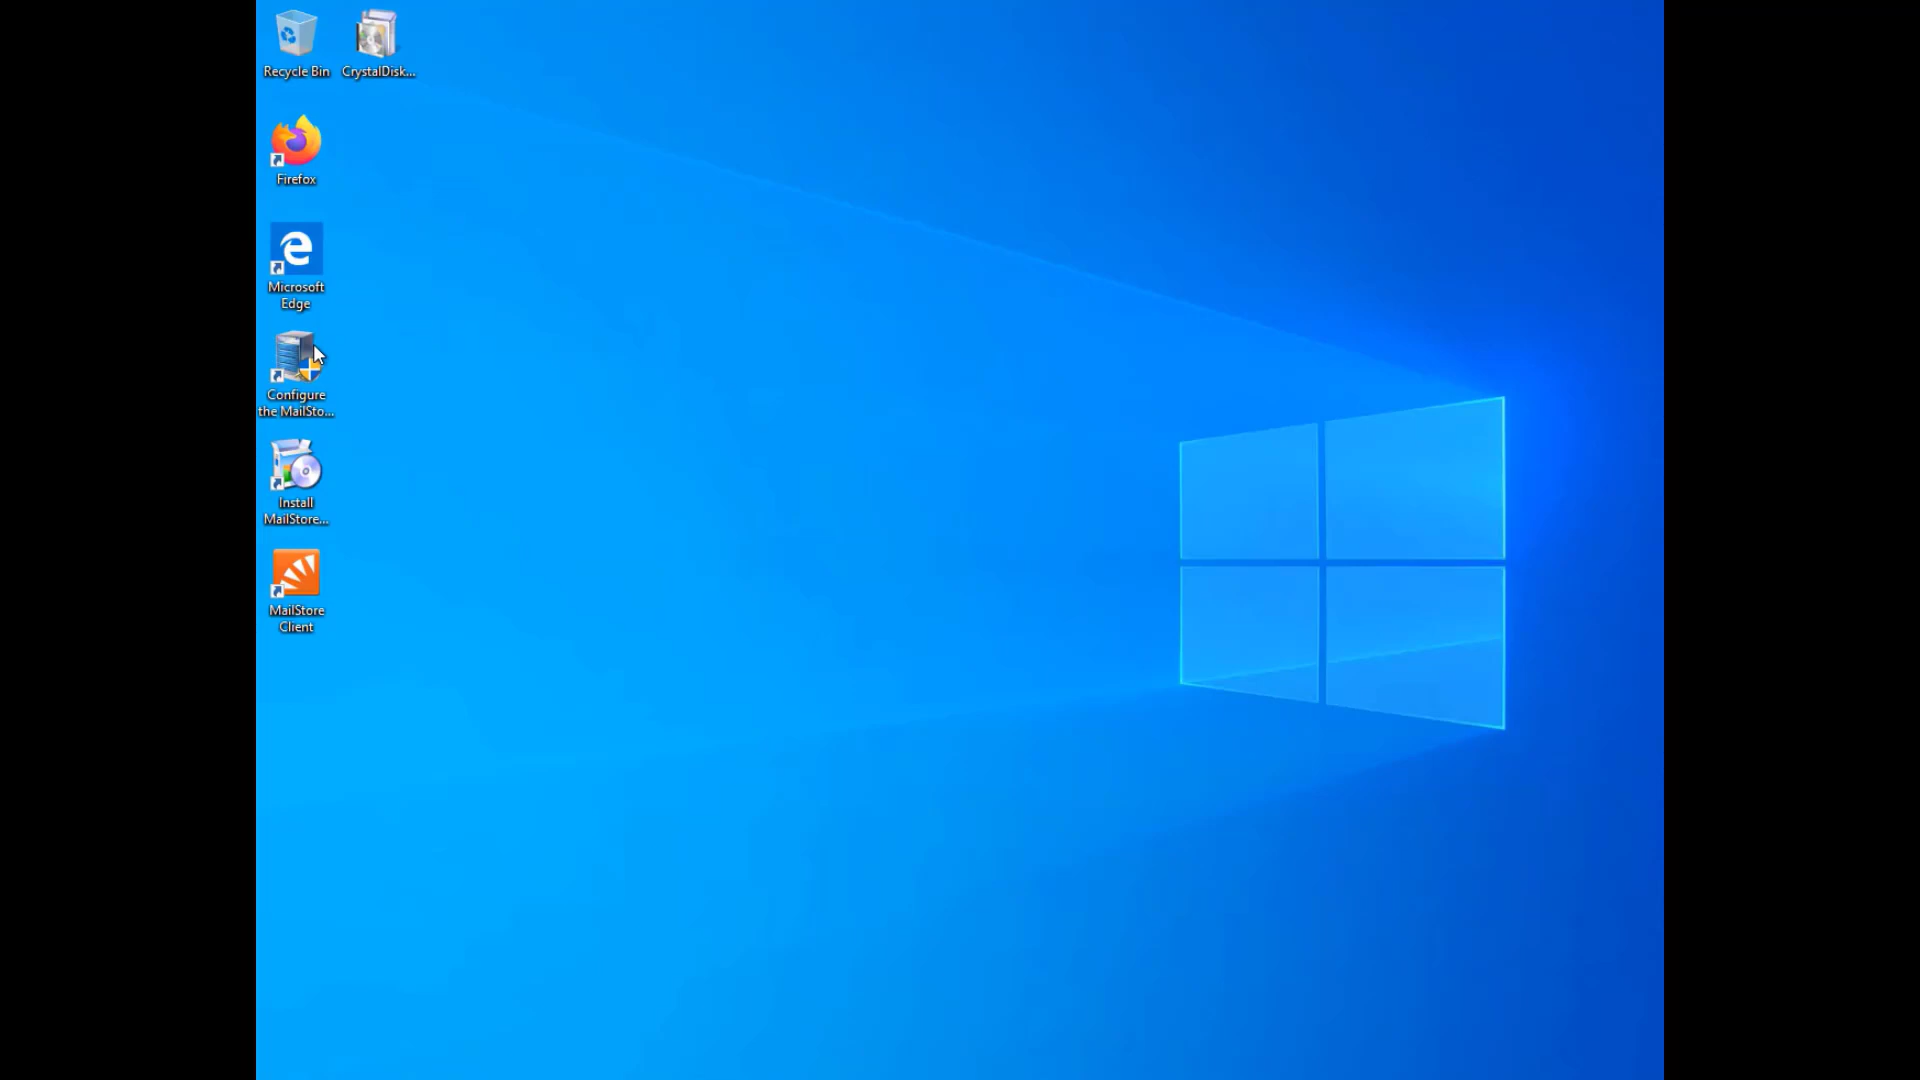 Recycle Bin
CrystalDisk...
Firefox
Microsoft
Edge
Configure
the MailSto...
Install
MailStore...
MailStore
Client